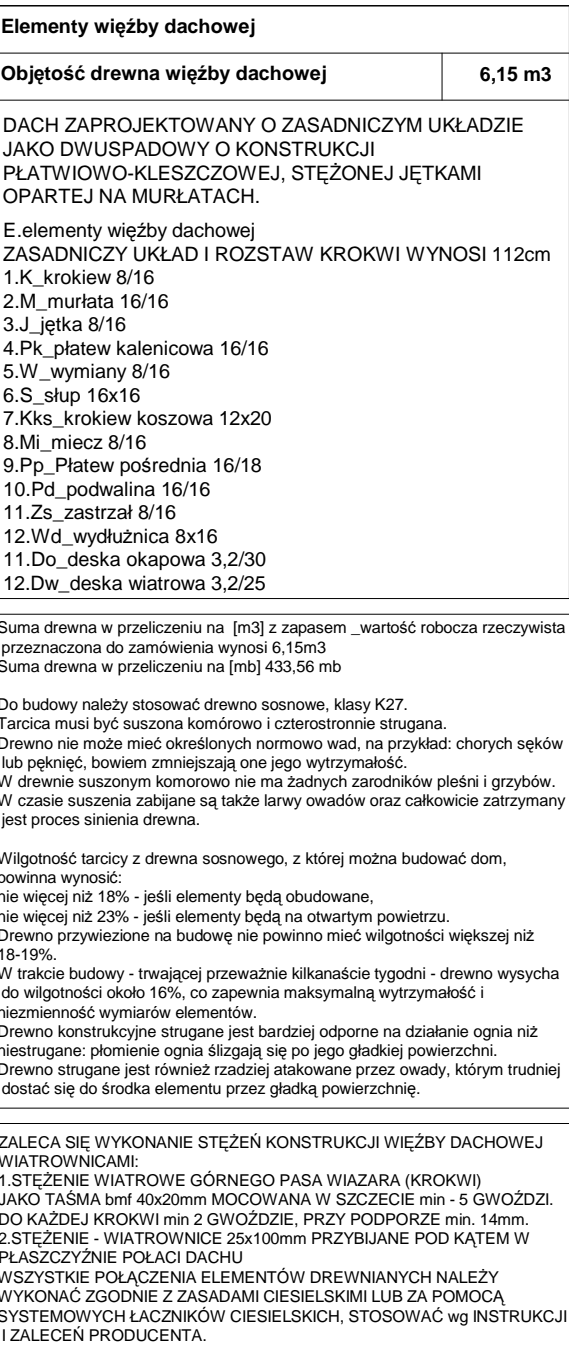 Elementy więźby dachowej
Objętość drewna więźby dachowej 6,15 m3
DACH ZAPROJEKTOWANY O ZASADNICZYM UKŁADZIE
JAKO DWUSPADOWY O KONSTRUKCJI
PŁATWIOWO-KLESZCZOWEJ, STĘŻONEJ JĘTKAMI
OPARTEJ NA MURŁATACH.
E.elementy więźby dachowej
ZASADNICZY UKŁAD I ROZSTAW KROKWI WYNOSI 112cm
1.K_krokiew 8/16
2.M_murłata 16/16
3.J_jętka 8/16
4.Pk_płatew kalenicowa 16/16
5.W_wymiany 8/16
6.S_słup 16x16
7.Kks_krokiew koszowa 12x20
8.Mi_miecz 8/16
9.Pp_Płatew pośrednia 16/18
10.Pd_podwalina 16/16
11.Zs_zastrzał 8/16
12.Wd_wydłużnica 8x16
11.Do_deska okapowa 3,2/30
12.Dw_deska wiatrowa 3,2/25
Suma drewna w przeliczeniu na [m3] z zapasem _wartość robocza rzeczywista
przeznaczona do zamówienia wynosi 6,15m3
Suma drewna w przeliczeniu na [mb] 433,56 mb
Do budowy należy stosować drewno sosnowe, klasy K27.
Tarcica musi być suszona komórowo i czterostronnie strugana.
Drewno nie może mieć określonych normowo wad, na przykład: chorych sęków
lub pęknięć, bowiem zmniejszają one jego wytrzymałość.
W drewnie suszonym komorowo nie ma żadnych zarodników pleśni i grzybów.
W czasie suszenia zabijane są także larwy owadów oraz całkowicie zatrzymany
jest proces sinienia drewna.
Wilgotność tarcicy z drewna sosnowego, z której można budować dom,
powinna wynosić:
nie więcej niż 18% - jeśli elementy będą obudowane,
nie więcej niż 23% - jeśli elementy będą na otwartym powietrzu.
Drewno przywiezione na budowę nie powinno mieć wilgotności większej niż
18-19%.
W trakcie budowy - trwającej przeważnie kilkanaście tygodni - drewno wysycha
do wilgotności około 16%, co zapewnia maksymalną wytrzymałość i
niezmienność wymiarów elementów.
Drewno konstrukcyjne strugane jest bardziej odporne na działanie ognia niż
niestrugane: płomienie ognia ślizgają się po jego gładkiej powierzchni.
Drewno strugane jest również rzadziej atakowane przez owady, którym trudniej
dostać się do środka elementu przez gładką powierzchnię.
ZALECA SIĘ WYKONANIE STĘŻEŃ KONSTRUKCJI WIĘŹBY DACHOWEJ
WIATROWNICAMI:
1.STĘŻENIE WIATROWE GÓRNEGO PASA WIAZARA (KROKWI)
JAKO TAŚMA bmf 40x20mm MOCOWANA W SZCZECIE min - 5 GWOŹDZI.
DO KAŻDEJ KROKWI min 2 GWOŹDZIE, PRZY PODPORZE min. 14mm.
2.STĘŻENIE - WIATROWNICE 25x100mm PRZYBIJANE POD KĄTEM W
PŁASZCZYŹNIE POŁACI DACHU
WSZYSTKIE POŁĄCZENIA ELEMENTÓW DREWNIANYCH NALEŻY
WYKONAĆ ZGODNIE Z ZASADAMI CIESIELSKIMI LUB ZA POMOCĄ
SYSTEMOWYCH ŁACZNIKÓW CIESIELSKICH, STOSOWAĆ wg INSTRUKCJI
I ZALECEŃ PRODUCENTA.